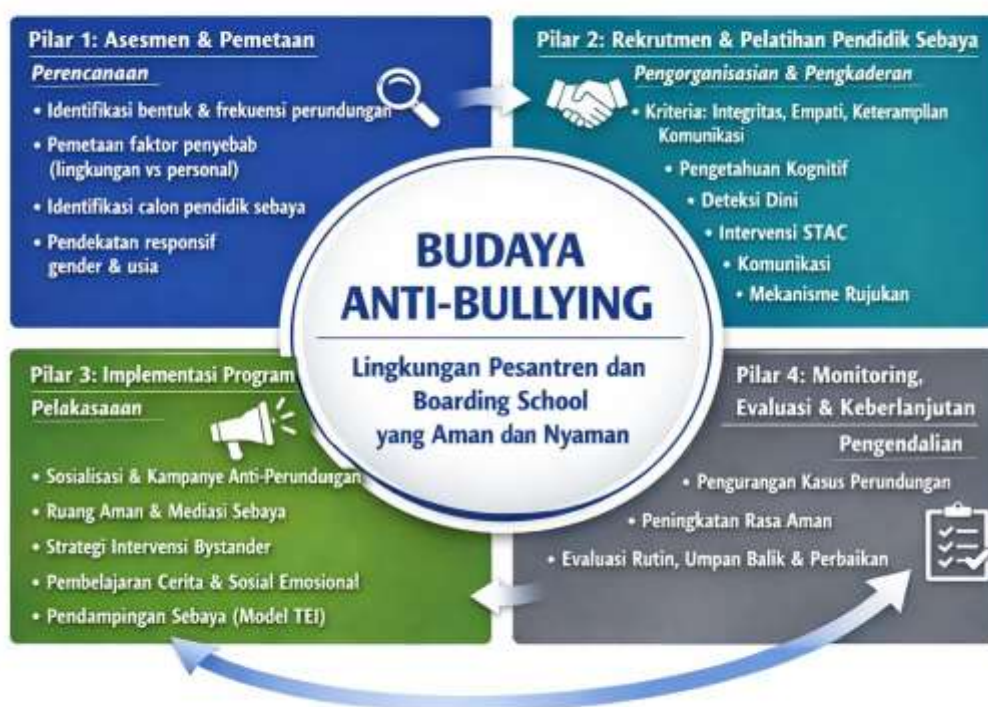 Pilar 1: Asesmen & Pemetaan
Perencanaan
• Identifikasi bentuk & frekuensi perundungan
• Pemetaan faktor penyebab
(lingkungan vs personal)
• Identifikasi calon pendidik sebaya
• Pendekatan responsif
gender & usia
Pilar 2: Rekrutmen & Pelatihan Pendidik Sebaya
Pengorganisasian & Pengkaderan
• Kriteria: Integritas, Empati, Keterampilan
Komunikasi
• Pengetahuan Kognitif
• Deteksi Dini
• Intervensi STAC
• Komunikasi
• Mekanisme Rujukan
BUDAYA
ANTI-BULLYING
Lingkungan Pesantren dan
Boarding School
yang Aman dan Nyaman
Pilar 3: Implementasi Program
Pelakasaaan
• Sosialisasi & Kampanye Anti-Perundungan
• Ruang Aman & Mediasi Sebaya
• Strategi Intervensi Bystander
• Pembelajaran Cerita & Sosial Emosional
• Pendampingan Sebaya (Model TEI)
Pilar 4: Monitoring,
Evaluasi & Keberlanjutan
Pengendalian
• Pengurangan Kasus Perundungan
• Peningkatan Rasa Aman
• Evaluasi Rutin, Umpan Balik & Perbaikan